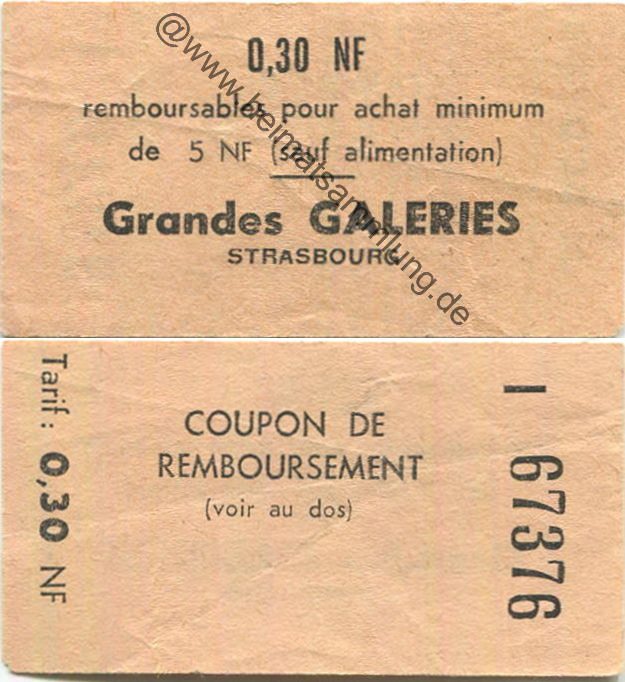 0,30 NF
remboursables pour achat minimum
de 5 NF (sauf alimentation)
Grandes GALERIES
STRASBOURG
@www.heimatsammlung.de
Tarif: 0,30 NF
COUPON DE
REMBOURSEMENT
(voir au dos)
I 67376